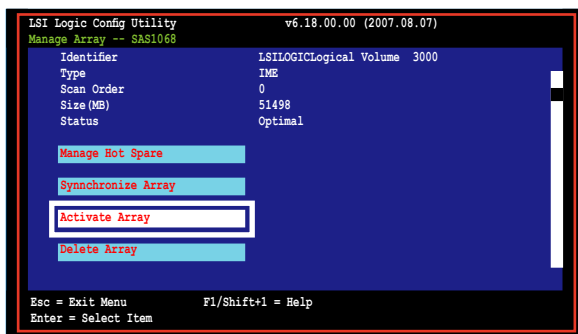 LSI Logic Config Utility v6.18.00.00 (2007.08.07)
Manage Array -- SAS1068
Identifier LSILOGICLogical Volume 3000
Type IME
Scan Order 0
Size(MB) 51498
Status Optimal
Manage Hot Spare
Synnchronize Array
Activate Array
Delete Array
Esc = Exit Menu F1/Shift+1 = Help
Enter = Select Item